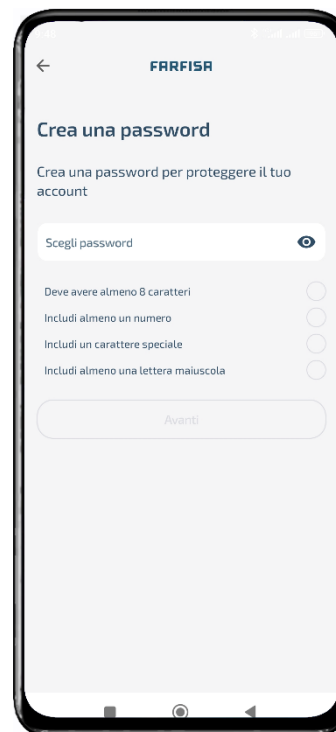 FARFISA
Crea una password
Crea una password per proteggere il tuo
account
Scegli password
Deve avere almeno 8 caratteri
Includi almeno un numero
Includi un carattere speciale
Includi almeno una lettera maiuscola
Avanti